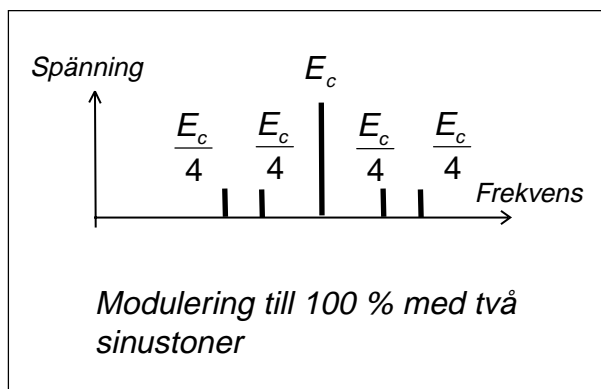 Spänning
E_c
E_c/4
E_c/4
E_c/4
E_c/4
Frekvens
Modulering till 100 % med två
sinustoner